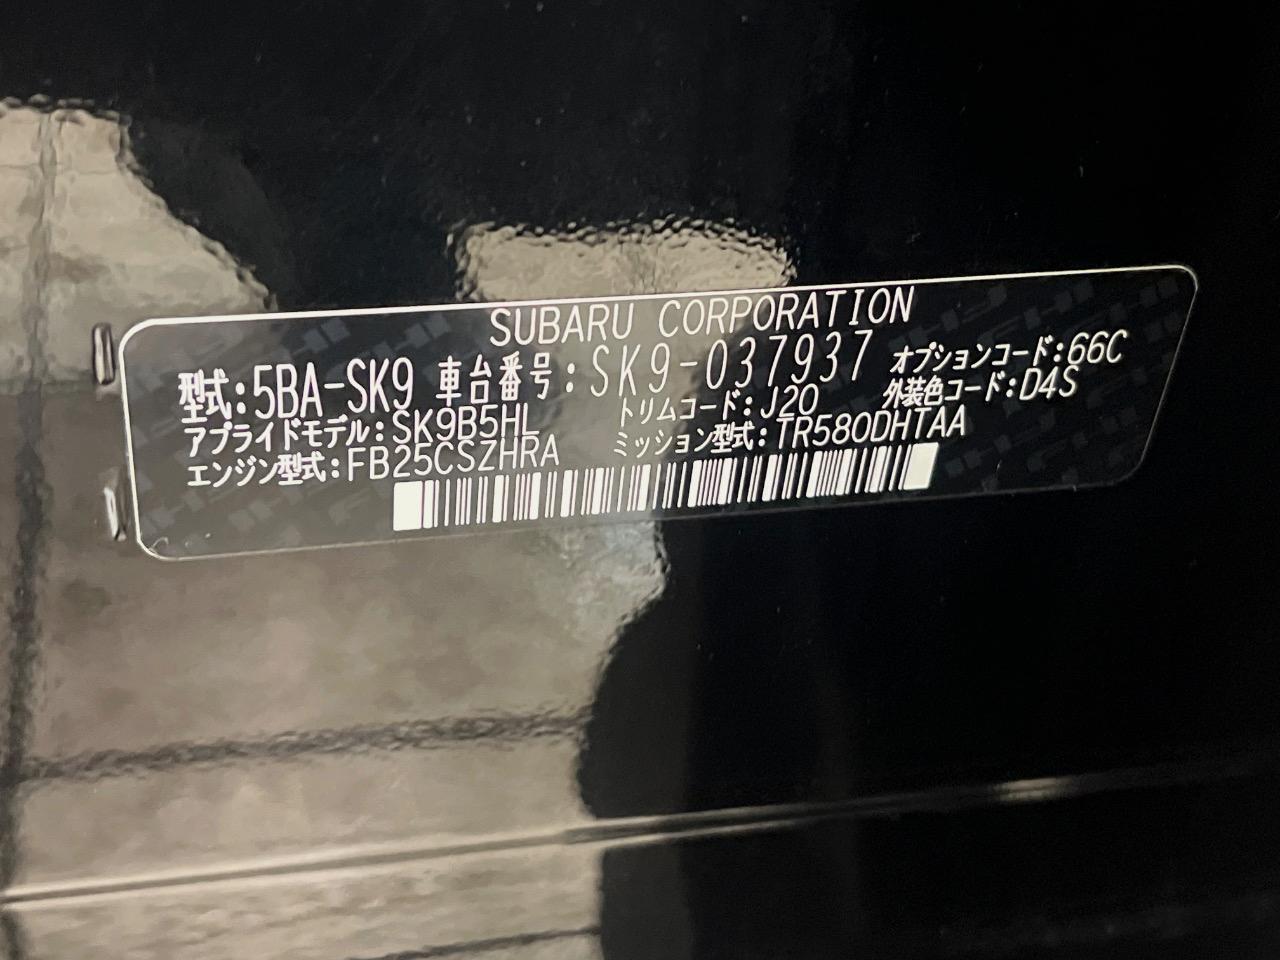 SUBARU CORPORATION
型式:5BA-SK9 車台番号:SK9-037937 オプションコード:66C
アプライドモデル:SK9B5HL トリムコード:J20 外装色コード:D4S
エンジン型式:FB25CSZHRA ミッション型式:TR580DHTAA